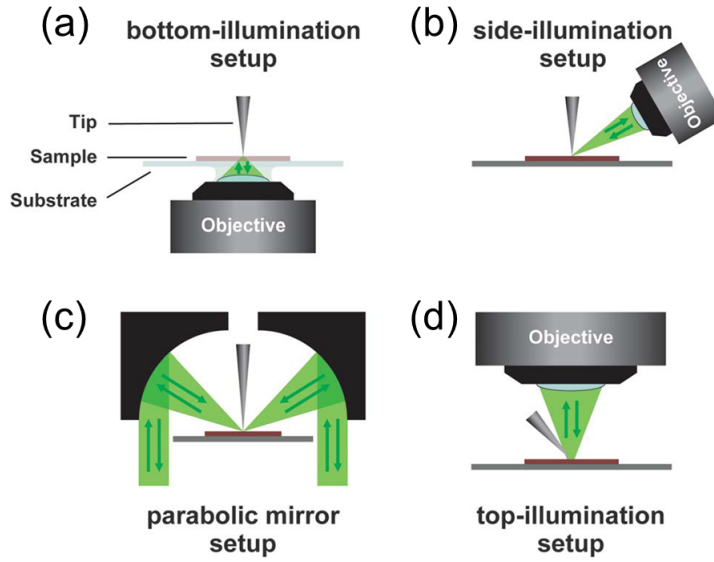 (a)
bottom-illumination
setup
Tip
Sample
Substrate
Objective
(b)
side-illumination
setup
Objective
(c)
parabolic mirror
setup
(d)
Objective
top-illumination
setup